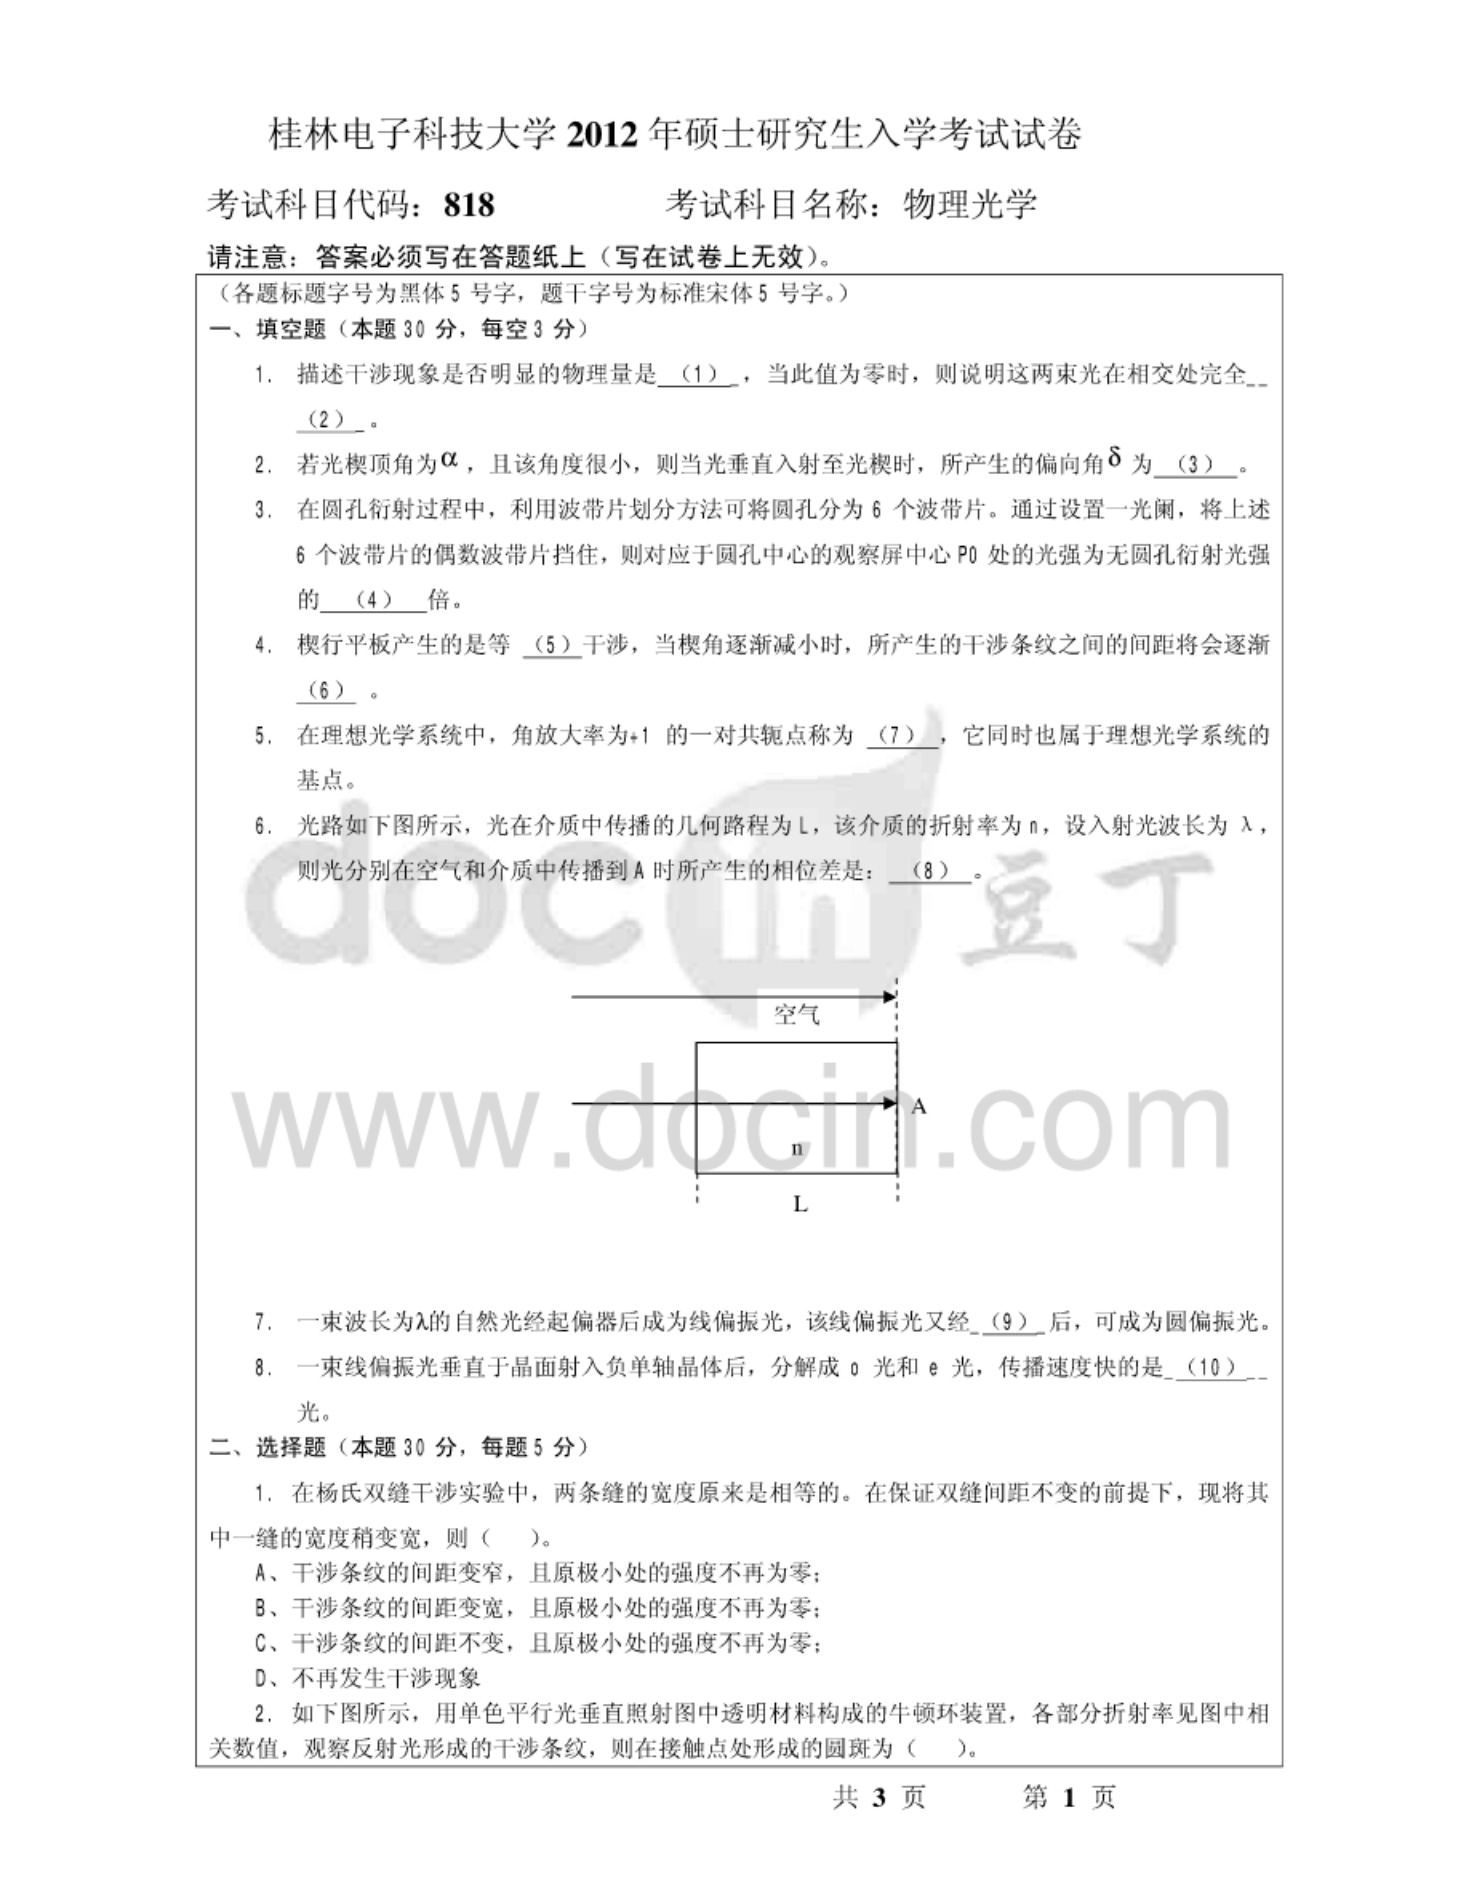 桂林电子科技大学 2012 年硕士研究生入学考试试卷
考试科目代码：818 考试科目名称：物理光学
请注意：答案必须写在答题纸上（写在试卷上无效）。
（各题标题字号为黑体5 号字，题干字号为标准宋体5 号字。）
一、填空题（本题30 分，每空3 分）
1. 描述干涉现象是否明显的物理量是_（1）_，当此值为零时，则说明这两束光在相交处完全__
（2）_。
2. 若光楔顶角为α，且该角度很小，则当光垂直入射至光楔时，所产生的偏向角δ 为_（3）_。
3. 在圆孔衍射过程中，利用波带片划分方法可将圆孔分为 6 个波带片。通过设置一光阑，将上述
6 个波带片的偶数波带片挡住，则对应于圆孔中心的观察屏中心 P0 处的光强为无圆孔衍射光强
的__（4）__倍。
4. 楔行平板产生的是等 （5）干涉，当楔角逐渐减小时，所产生的干涉条纹之间的间距将会逐渐
（6） 。
5. 在理想光学系统中，角放大率为+1 的一对共轭点称为 （7） ，它同时也属于理想光学系统的
基点。
6. 光路如下图所示，光在介质中传播的几何路程为 L，该介质的折射率为 n，设入射光波长为 λ，
则光分别在空气和介质中传播到 A 时所产生的相位差是：_（8）_。
docin 豆丁
空气
www.docin.com
A
n
L
7. 一束波长为λ的自然光经起偏器后成为线偏振光，该线偏振光又经_（9）_后，可成为圆偏振光。
8. 一束线偏振光垂直于晶面射入负单轴晶体后，分解成 o 光和 e 光，传播速度快的是_（10）__
光。
二、选择题（本题30 分，每题5 分）
1. 在杨氏双缝干涉实验中，两条缝的宽度原来是相等的。在保证双缝间距不变的前提下，现将其
中一缝的宽度稍变宽，则（ ）。
A、干涉条纹的间距变窄，且原极小处的强度不再为零；
B、干涉条纹的间距变宽，且原极小处的强度不再为零；
C、干涉条纹的间距不变，且原极小处的强度不再为零；
D、不再发生干涉现象
2. 如下图所示，用单色平行光垂直照射图中透明材料构成的牛顿环装置，各部分折射率见图中相
关数值，观察反射光形成的干涉条纹，则在接触点处形成的圆斑为（ ）。
共 3 页 第 1 页